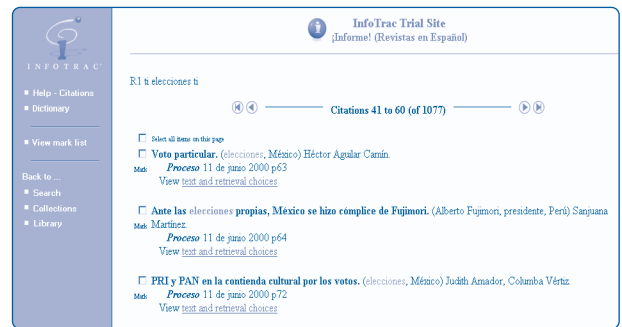 INFOTRAC
Help - Citations
Dictionary
View mark list
Back to ...
Search
Collections
Library
InfoTrac Trial Site
¡Informe! (Revistas en Español)
R1 ti elecciones ti
Citations 41 to 60 (of 1077)
Select all items on this page
Voto particular. (elecciones, México) Héctor Aguilar Camín.
Mark Proceso 11 de junio 2000 p63
View text and retrieval choices
Ante las elecciones propias, México se hizo cómplice de Fujimori. (Alberto Fujimori, presidente, Perú) Sanjuana
Mark Martínez.
Proceso 11 de junio 2000 p64
View text and retrieval choices
PRI y PAN en la contienda cultural por los votos. (elecciones, México) Judith Amador, Columba Vértiz.
Mark Proceso 11 de junio 2000 p72
View text and retrieval choices